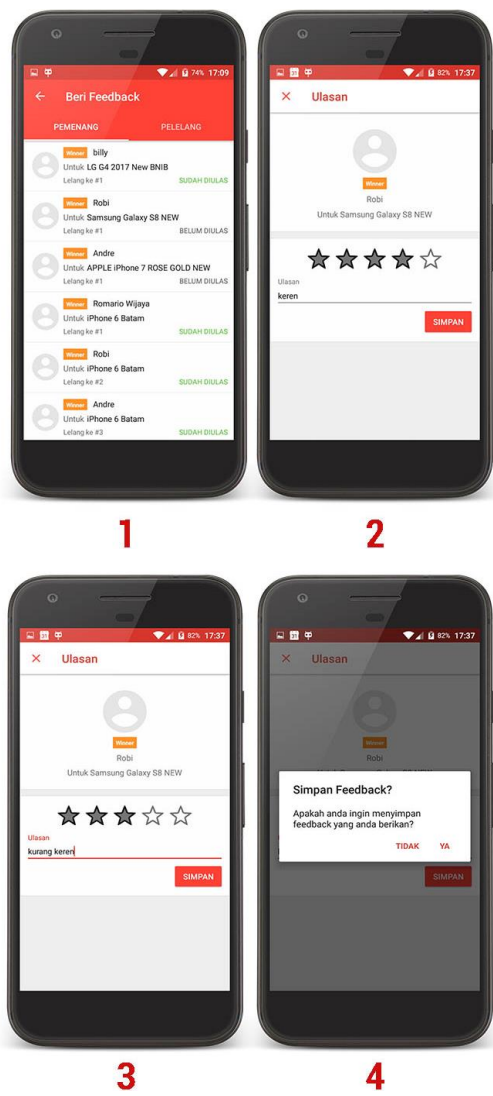 74% 17:09
Beri Feedback
PEMENANG PELELANG
Winner billy
Untuk LG G4 2017 New BNIB
Lelang ke #1 SUDAH DIULAS
Winner Robi
Untuk Samsung Galaxy S8 NEW
Lelang ke #1 BELUM DIULAS
Winner Andre
Untuk APPLE iPhone 7 ROSE GOLD NEW
Lelang ke #1 BELUM DIULAS
Winner Romario Wijaya
Untuk iPhone 6 Batam
Lelang ke #1 SUDAH DIULAS
Winner Robi
Untuk iPhone 6 Batam
Lelang ke #2 SUDAH DIULAS
Winner Andre
Untuk iPhone 6 Batam
Lelang ke #3 SUDAH DIULAS
1
31 82% 17:37
Ulasan
Winner
Robi
Untuk Samsung Galaxy S8 NEW
Ulasan
keren
SIMPAN
2
31 82% 17:37
Ulasan
Winner
Robi
Untuk Samsung Galaxy S8 NEW
Ulasan
kurang keren
SIMPAN
3
31 82% 17:37
Ulasan
Winner
Robi
Simpan Feedback?
Apakah anda ingin menyimpan
feedback yang anda berikan?
TIDAK YA
SIMPAN
4